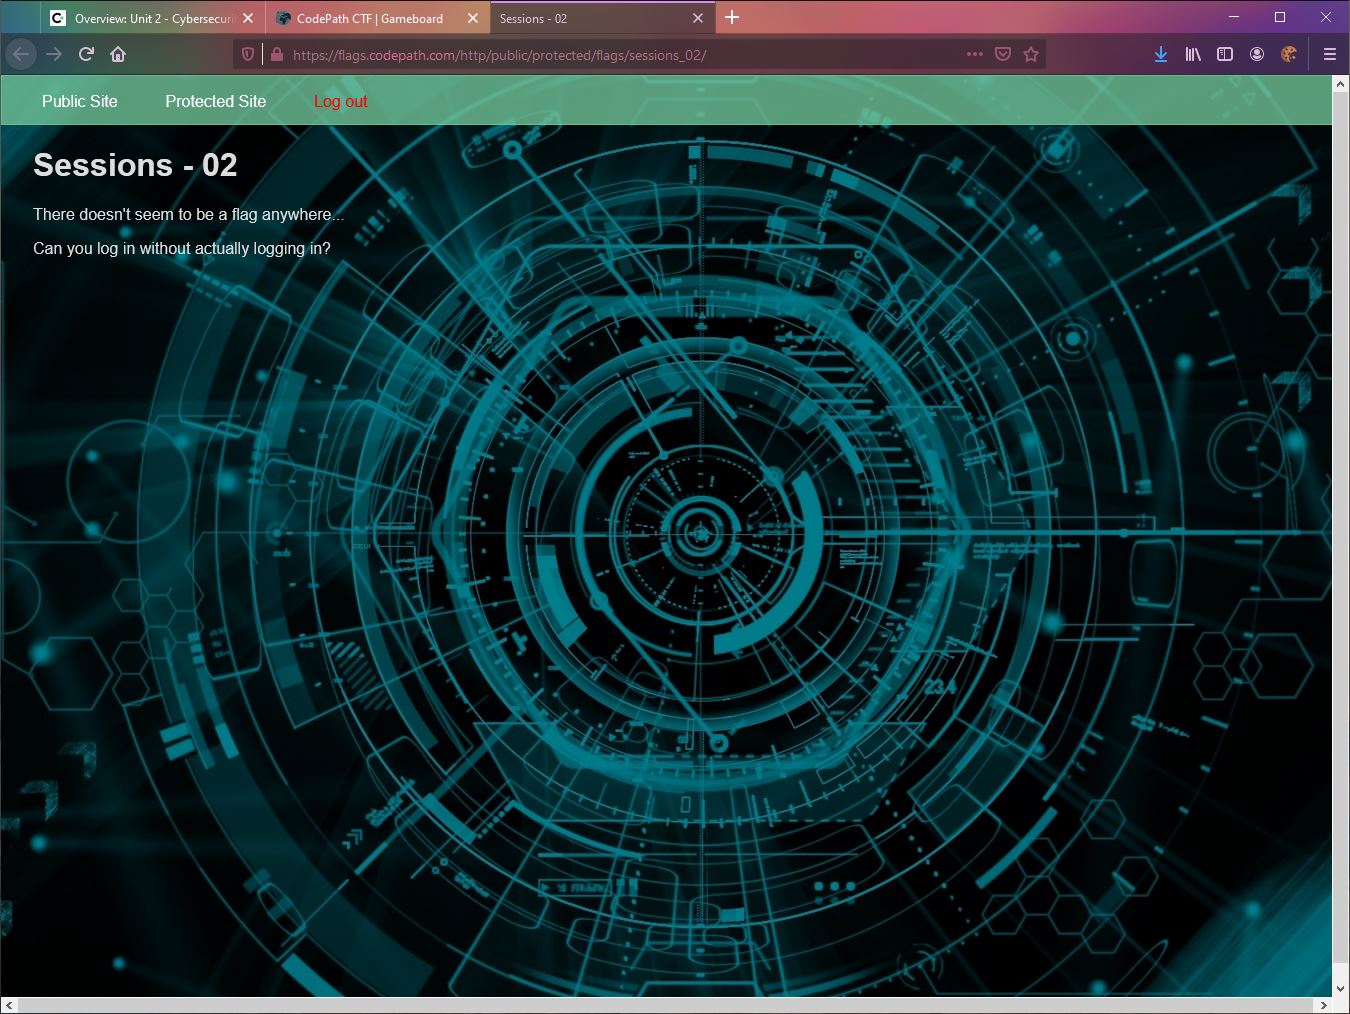 Overview: Unit 2 - Cybersecuri
CodePath CTF | Gameboard
Sessions - 02
https://flags.codepath.com/http/public/protected/flags/sessions_02/
Public Site
Protected Site
Log out
Sessions - 02
There doesn't seem to be a flag anywhere...
Can you log in without actually logging in?
23.4